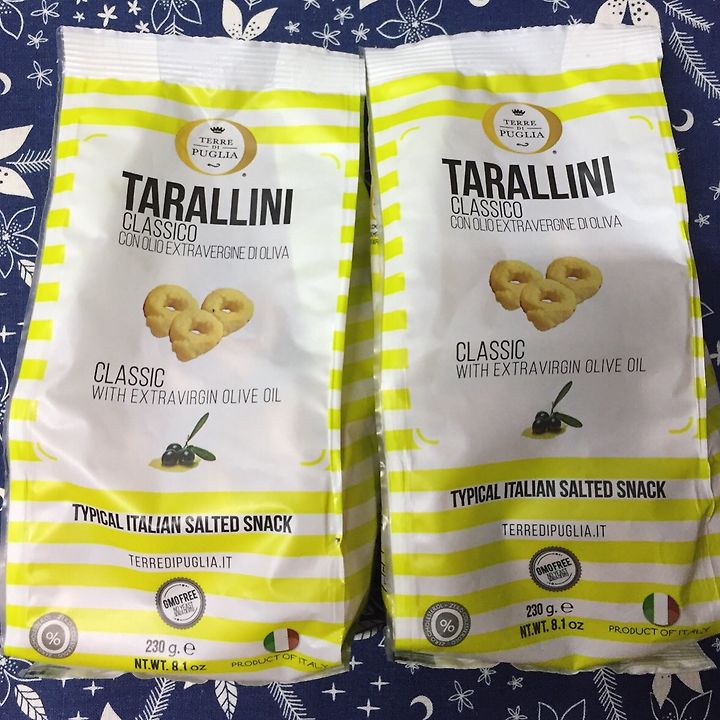 TERRE
DI
PUGLIA
TARALLINI
CLASSICO
CON OLIO EXTRAVERGINE DI OLIVA
CLASSIC
WITH EXTRAVIRGIN OLIVE OIL
TYPICAL ITALIAN SALTED SNACK
TERREDIPUGLIA.IT
GMO FREE
%
230 g. e
NT.WT. 8.1 oz
PRODUCT OF ITALY
TERRE
DI
PUGLIA
TARALLINI
CLASSICO
CON OLIO EXTRAVERGINE DI OLIVA
CLASSIC
WITH EXTRAVIRGIN OLIVE OIL
TYPICAL ITALIAN SALTED SNACK
TERREDIPUGLIA.IT
GMO FREE
%
230 g. e
NT.WT. 8.1 oz
PRODUCT OF ITALY